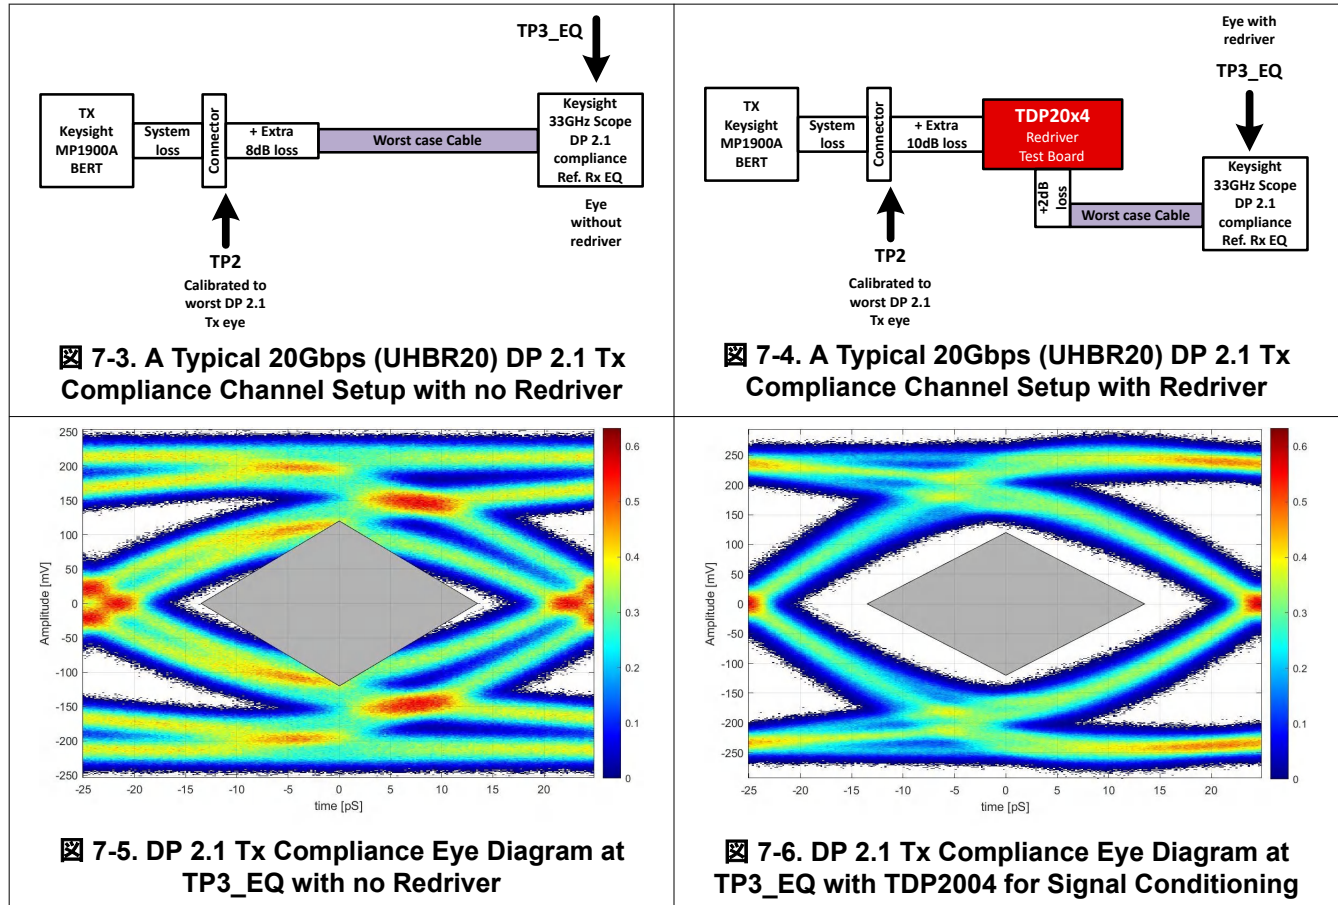 TP3_EQ
TX
Keysight
MP1900A
BERT
System
loss
Connector
+ Extra
8dB loss
Worst case Cable
Keysight
33GHz Scope
DP 2.1
compliance
Ref. Rx EQ
Eye
without
redriver
TP2
Calibrated to
worst DP 2.1
Tx eye
図 7-3. A Typical 20Gbps (UHBR20) DP 2.1 Tx
Compliance Channel Setup with no Redriver
Eye with
redriver
TP3_EQ
TX
Keysight
MP1900A
BERT
System
loss
Connector
+ Extra
10dB loss
TDP20x4
Redriver
Test Board
+2dB
loss
Worst case Cable
Keysight
33GHz Scope
DP 2.1
compliance
Ref. Rx EQ
TP2
Calibrated to
worst DP 2.1
Tx eye
図 7-4. A Typical 20Gbps (UHBR20) DP 2.1 Tx
Compliance Channel Setup with Redriver
Amplitude [mV]
250
200
150
100
50
0
-50
-100
-150
-200
-250
-25 -20 -15 -10 -5 0 5 10 15 20
time [pS]
0.6
0.5
0.4
0.3
0.2
0.1
0
図 7-5. DP 2.1 Tx Compliance Eye Diagram at
TP3_EQ with no Redriver
Amplitude [mV]
250
200
150
100
50
0
-50
-100
-150
-200
-250
-25 -20 -15 -10 -5 0 5 10 15 20
time [pS]
0.6
0.5
0.4
0.3
0.2
0.1
0
図 7-6. DP 2.1 Tx Compliance Eye Diagram at
TP3_EQ with TDP2004 for Signal Conditioning